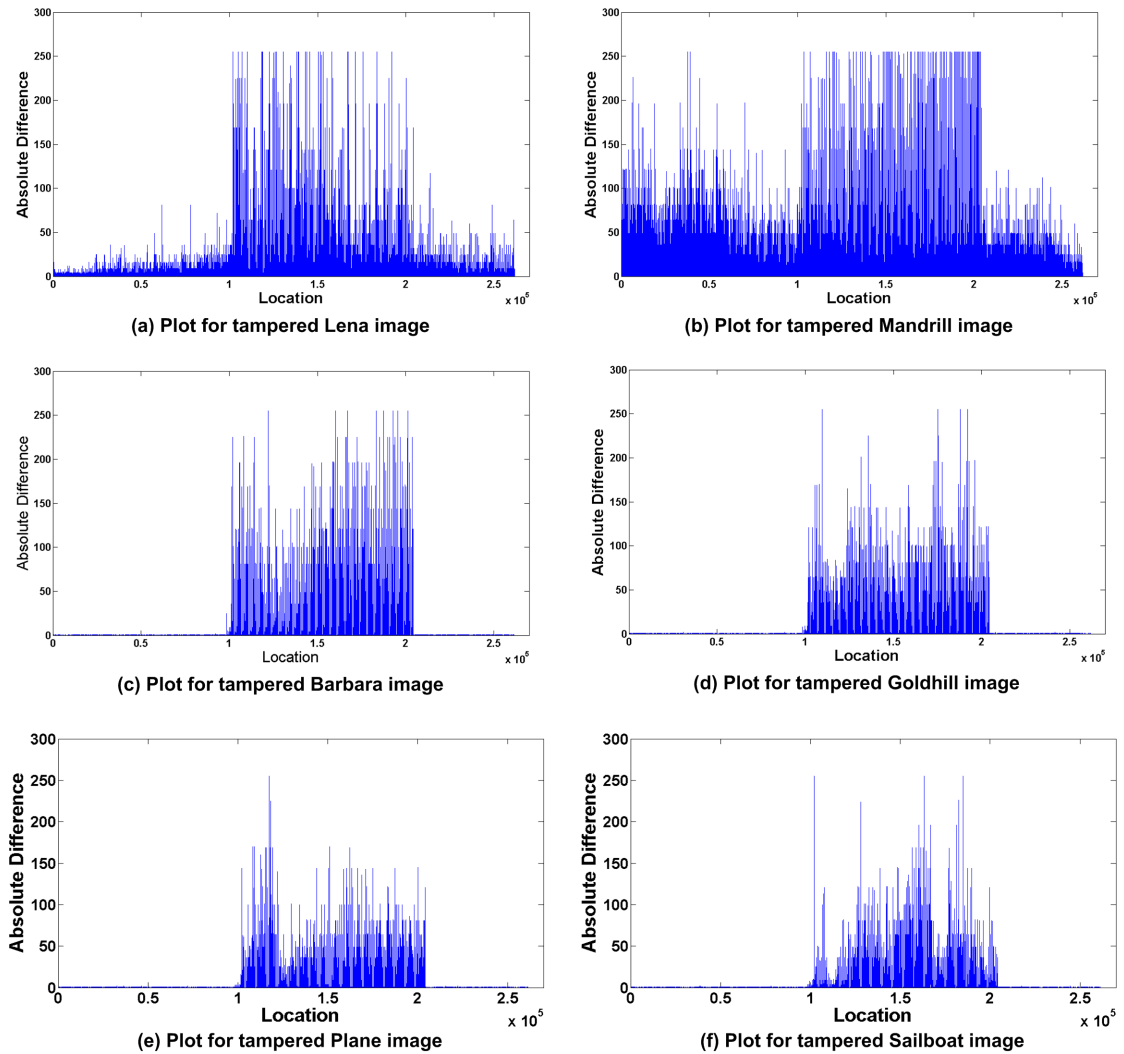 300
250
200
150
100
50
0
Absolute Difference
0 0.5 1 1.5 2 2.5
x 10^5
Location
(a) Plot for tampered Lena image
300
250
200
150
100
50
0
Absolute Difference
0 0.5 1 1.5 2 2.5
x 10^5
Location
(b) Plot for tampered Mandrill image
300
250
200
150
100
50
0
Absolute Difference
0 0.5 1 1.5 2 2.5
x 10^5
Location
(c) Plot for tampered Barbara image
300
250
200
150
100
50
0
Absolute Difference
0 0.5 1 1.5 2 2.5
x 10^5
Location
(d) Plot for tampered Goldhill image
300
250
200
150
100
50
0
Absolute Difference
0 0.5 1 1.5 2 2.5
x 10^5
Location
(e) Plot for tampered Plane image
300
250
200
150
100
50
0
Absolute Difference
0 0.5 1 1.5 2 2.5
x 10^5
Location
(f) Plot for tampered Sailboat image